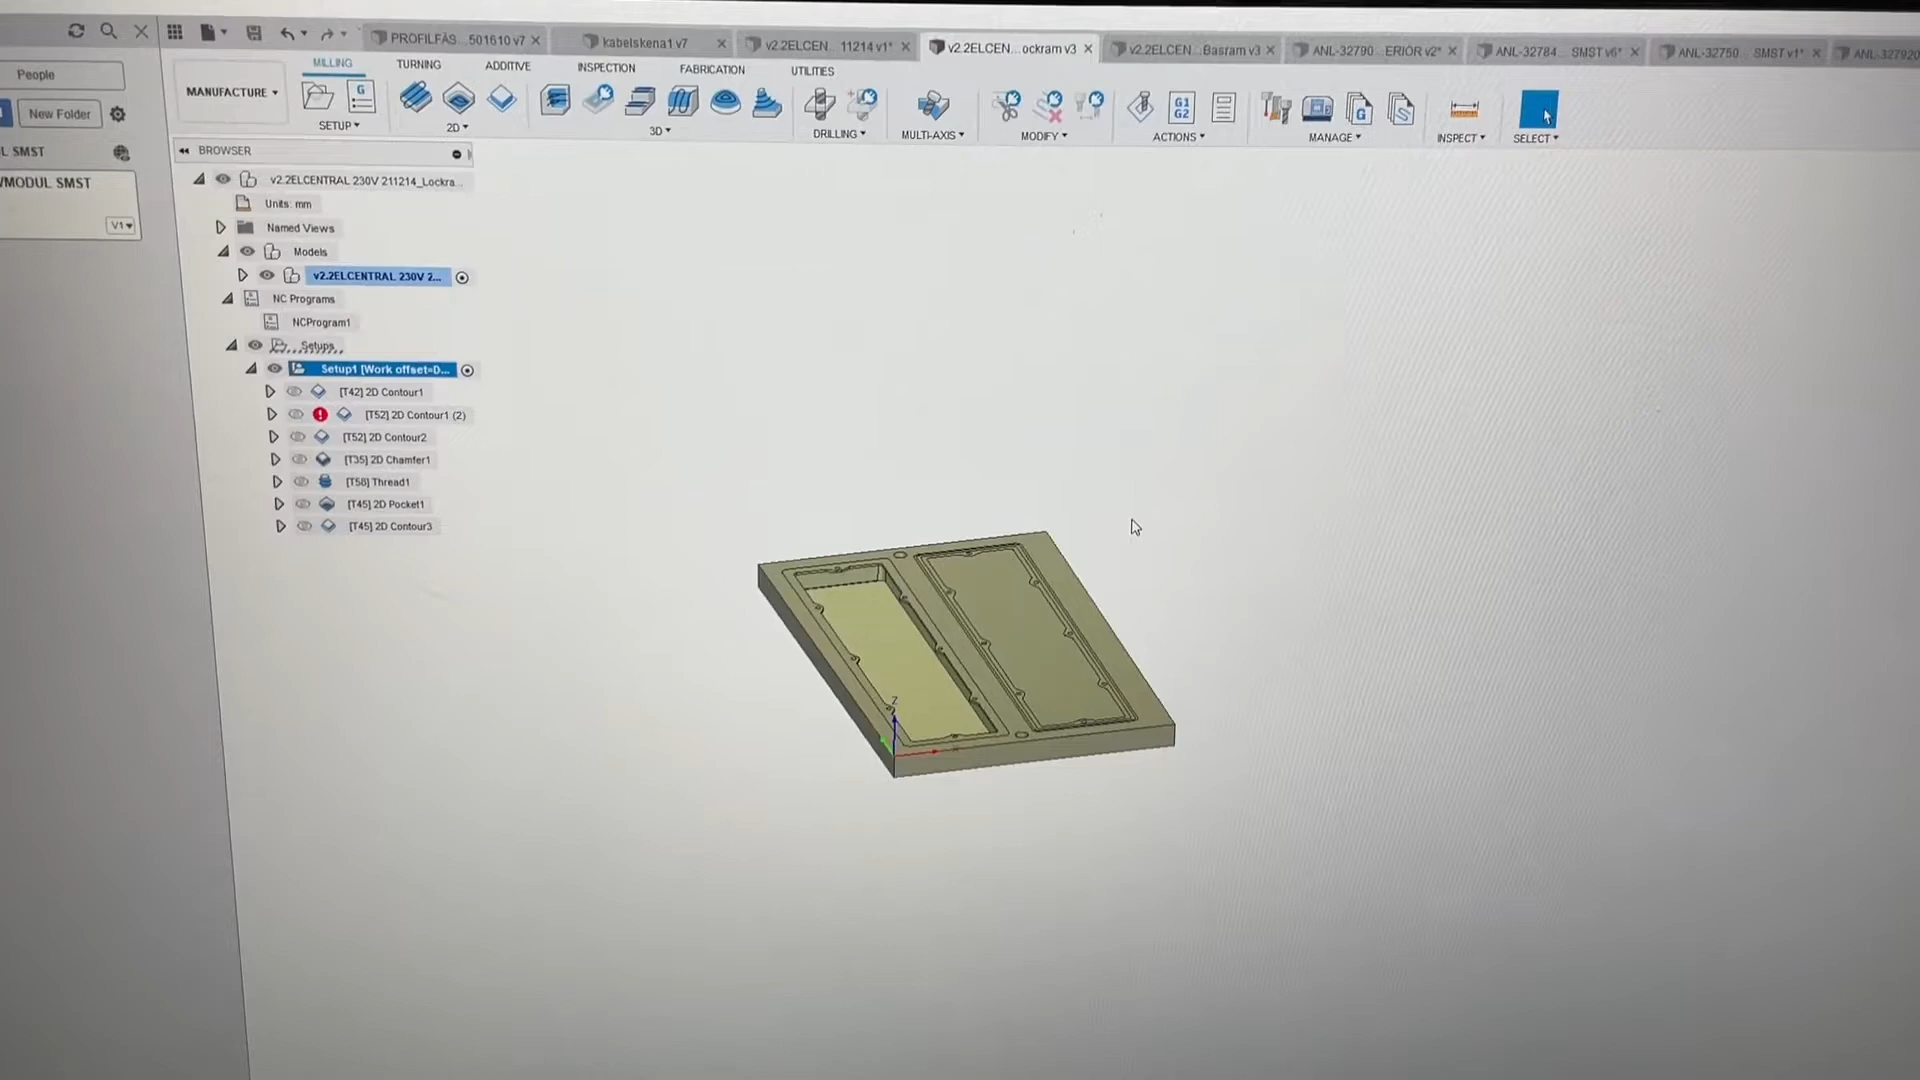 PROFILFÄS... 501610 v7
kabelskena1 v7
v2.2ELCEN... 11214 v1*
v2.2ELCEN...ockram v3
v2.2ELCEN...Basram v3
ANL-32790...ERIOR v2*
ANL-32784... SMST v6*
ANL-32750... SMST v1*
ANL-327920
People
New Folder
L SMST
/MODUL SMST
V1
MANUFACTURE
MILLING
TURNING
ADDITIVE
INSPECTION
FABRICATION
UTILITIES
G
G1
G2
G
SETUP
2D
3D
DRILLING
MULTI-AXIS
MODIFY
ACTIONS
MANAGE
INSPECT
SELECT
BROWSER
v2.2ELCENTRAL 230V 211214_Lockra...
Units: mm
Named Views
Models
v2.2ELCENTRAL 230V 2...
NC Programs
NCProgram1
Setups
Setup1 [Work offset=D...
[T42] 2D Contour1
[T52] 2D Contour1 (2)
[T52] 2D Contour2
[T35] 2D Chamfer1
[T58] Thread1
[T45] 2D Pocket1
[T45] 2D Contour3
Z
X